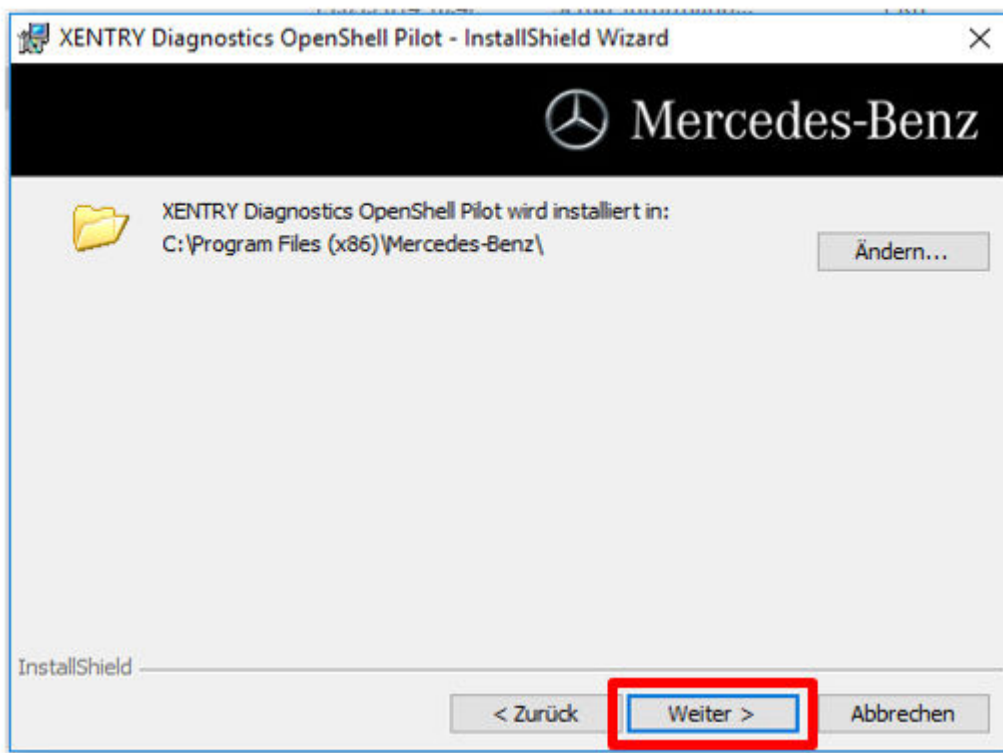 XENTRY Diagnostics OpenShell Pilot - InstallShield Wizard
Mercedes-Benz
XENTRY Diagnostics OpenShell Pilot wird installiert in:
C:\Program Files (x86)\Mercedes-Benz\
Ändern...
InstallShield
< Zurück Weiter > Abbrechen